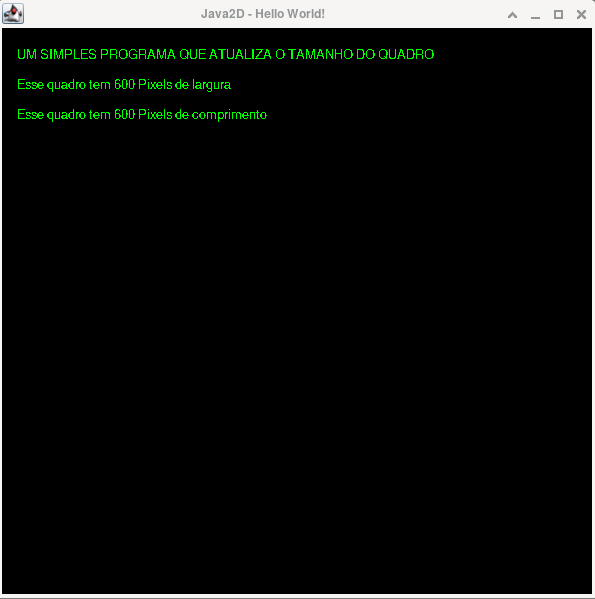 Java2D - Hello World!
UM SIMPLES PROGRAMA QUE ATUALIZA O TAMANHO DO QUADRO
Esse quadro tem 600 Pixels de largura
Esse quadro tem 600 Pixels de comprimento